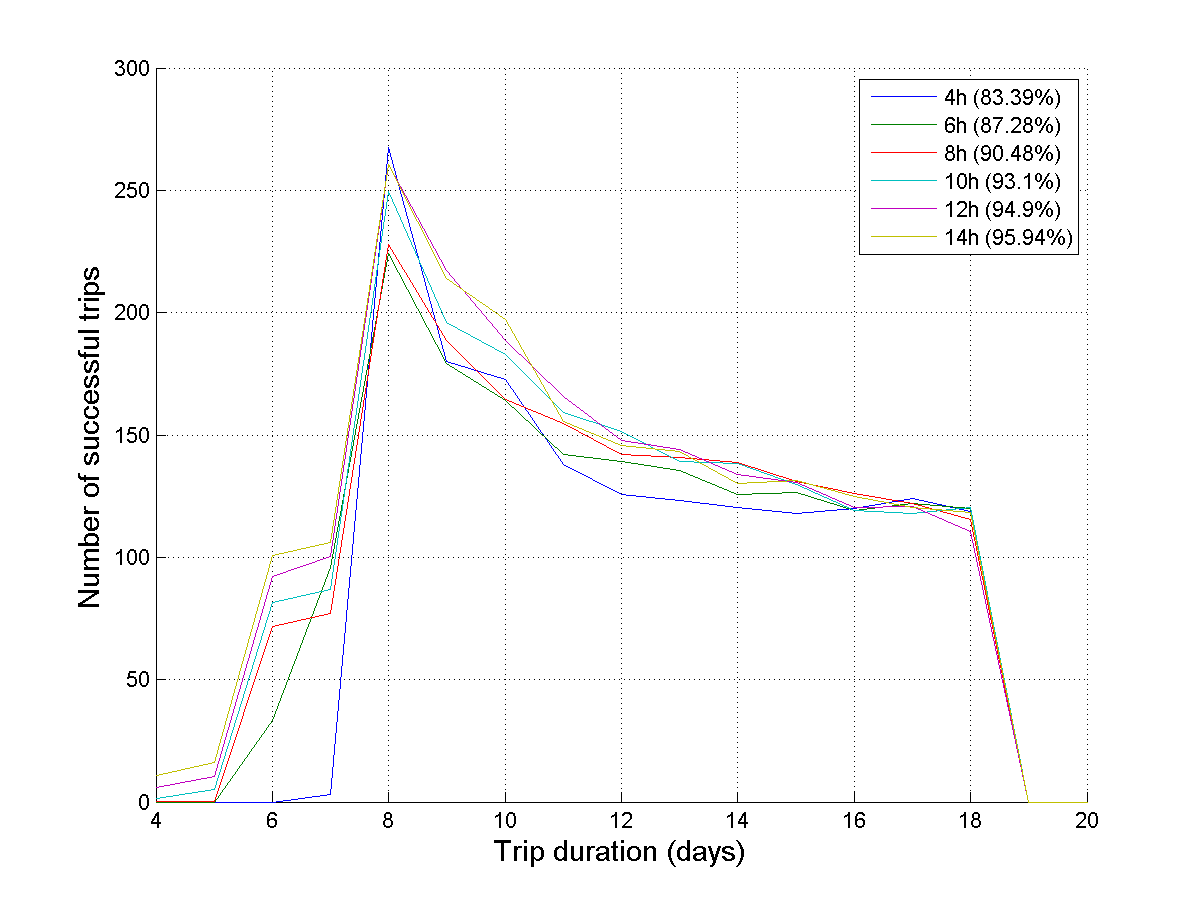 300
250
200
150
100
50
0
4 6 8 10 12 14 16 18 20
Number of successful trips
Trip duration (days)
4h (83.39%)
6h (87.28%)
8h (90.48%)
10h (93.1%)
12h (94.9%)
14h (95.94%)